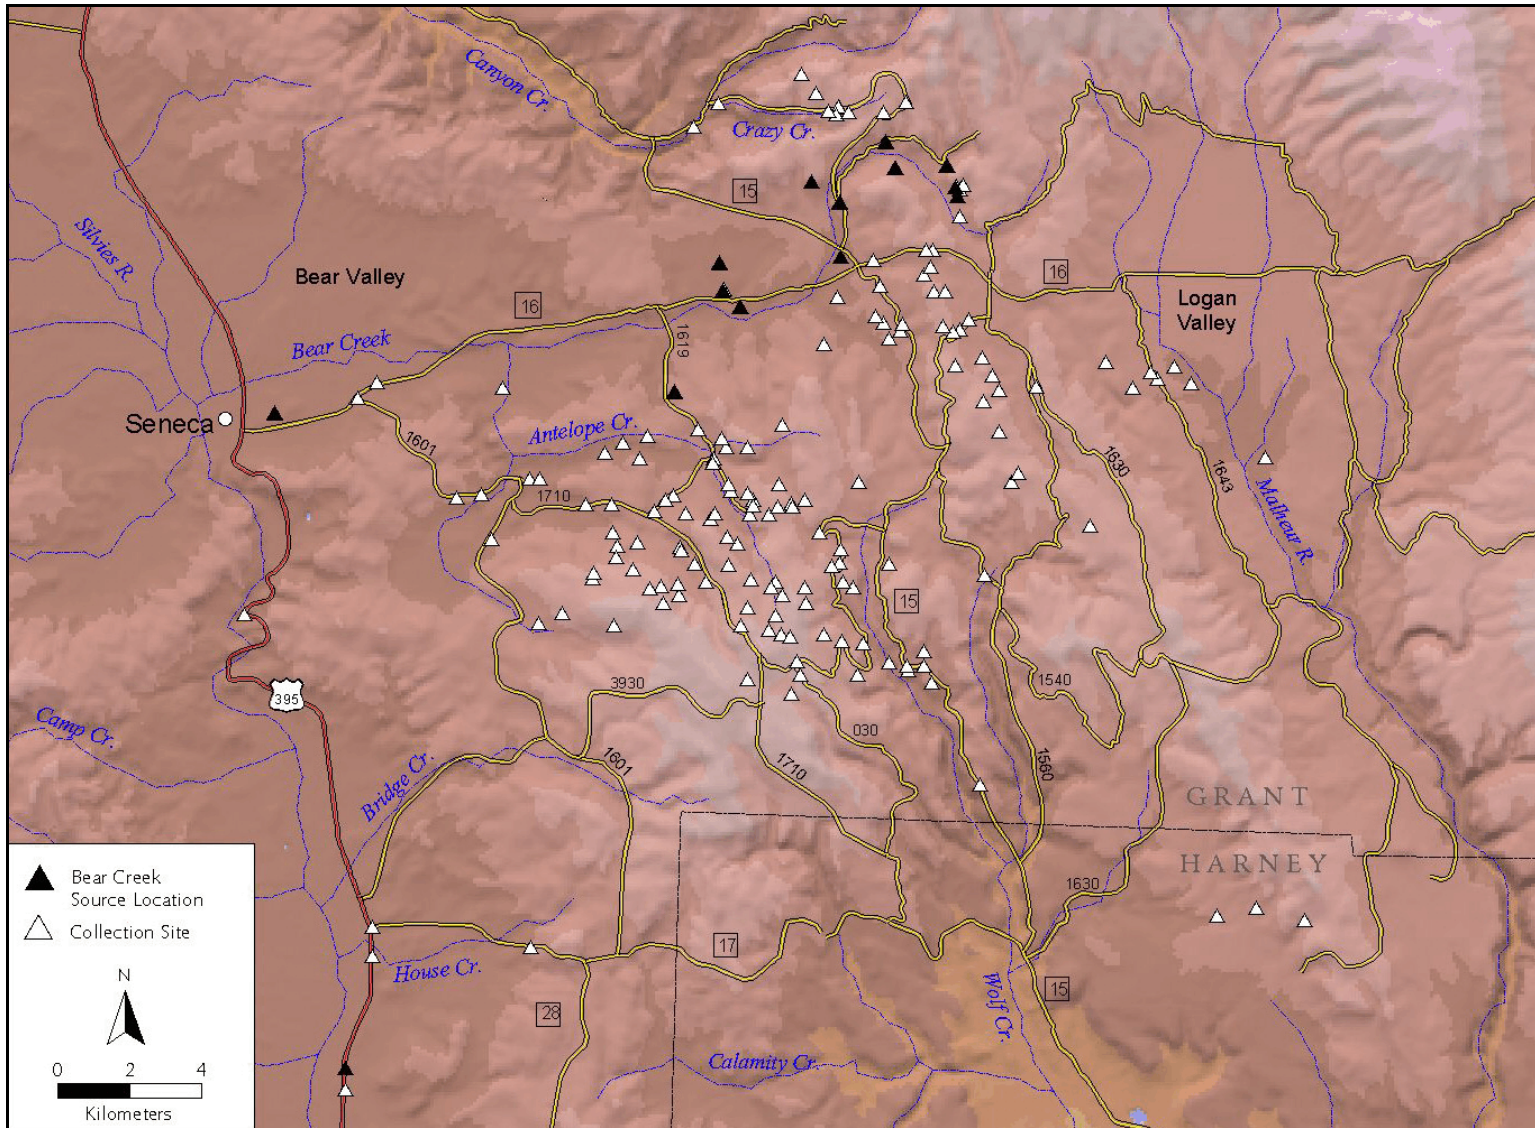 Canyon Cr.
Crazy Cr.
15
Silvies R.
Bear Valley
16
16
Logan
Valley
Bear Creek
1619
Seneca
Antelope Cr.
1601
1630
1643
1710
Malheur R.
15
395
3930
1540
Camp Cr.
030
1601
1710
1560
Bridge Cr.
GRANT
HARNEY
1630
Bear Creek
Source Location
Collection Site
17
House Cr.
N
28
Wolf Cr.
15
Calamity Cr.
0 2 4
Kilometers